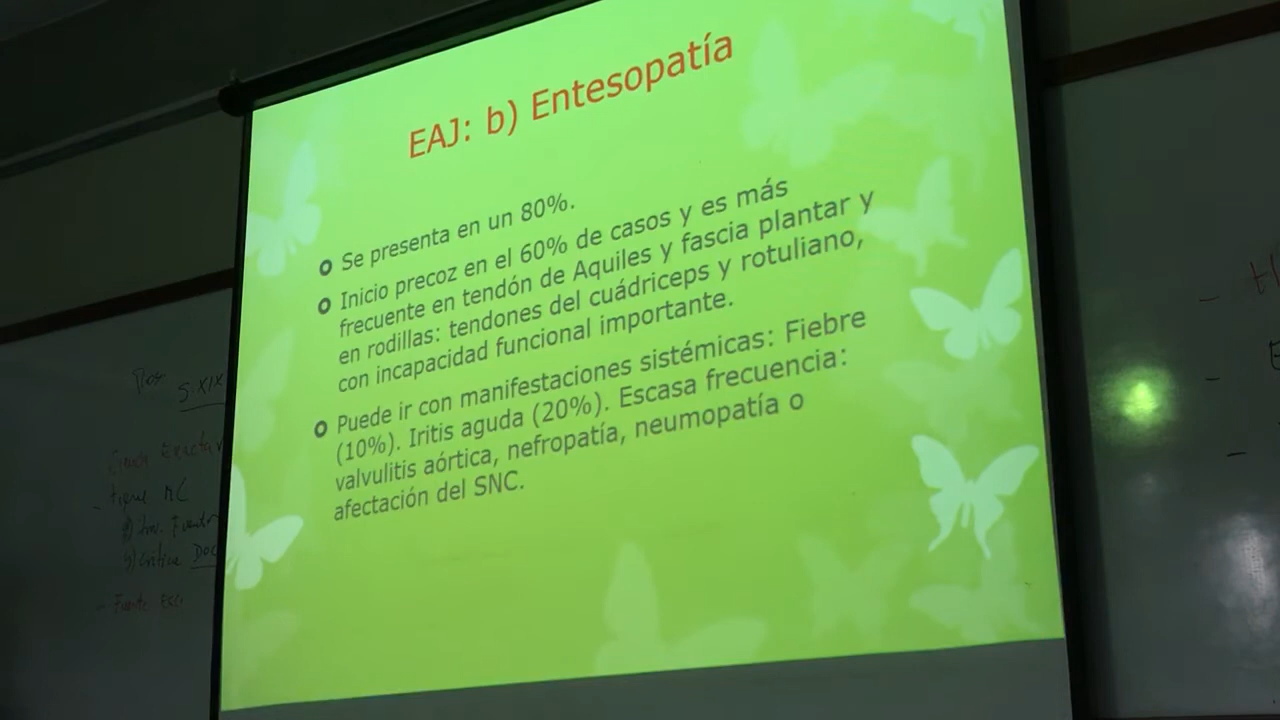 EAJ: b) Entesopatía
Se presenta en un 80%.
Inicio precoz en el 60% de casos y es más
frecuente en tendón de Aquiles y fascia plantar y
en rodillas: tendones del cuádriceps y rotuliano,
con incapacidad funcional importante.
Puede ir con manifestaciones sistémicas: Fiebre
(10%). Iritis aguda (20%). Escasa frecuencia:
valvulitis aórtica, nefropatía, neumopatía o
afectación del SNC.
S. XIX